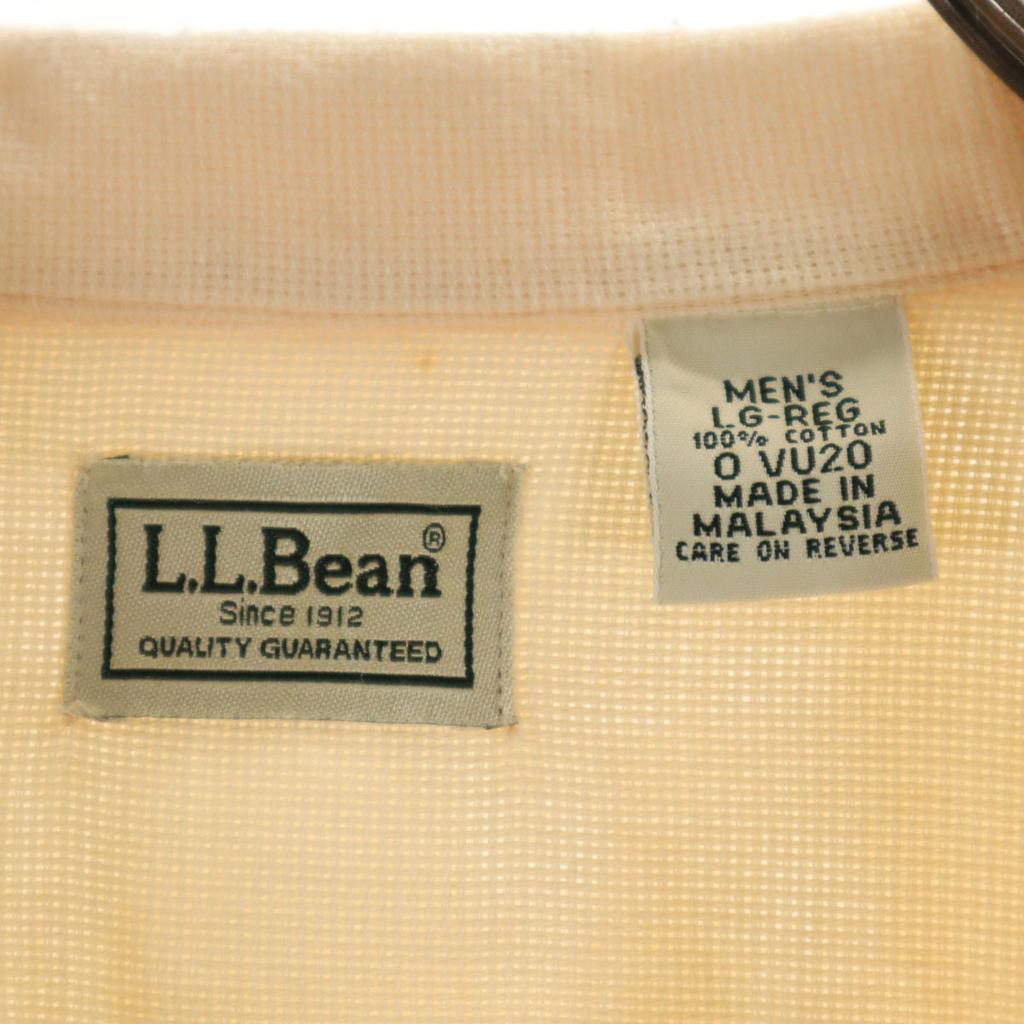 L.L.Bean®
Since 1912
QUALITY GUARANTEED
MEN'S
LG-REG
100% COTTON
0 VU20
MADE IN
MALAYSIA
CARE ON REVERSE